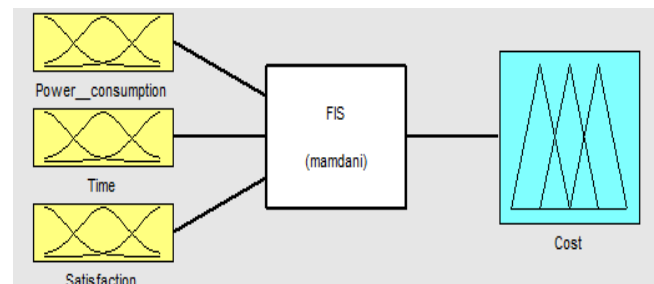 Power__consumption
FIS
(mamdani)
Time
Cost
Satisfaction